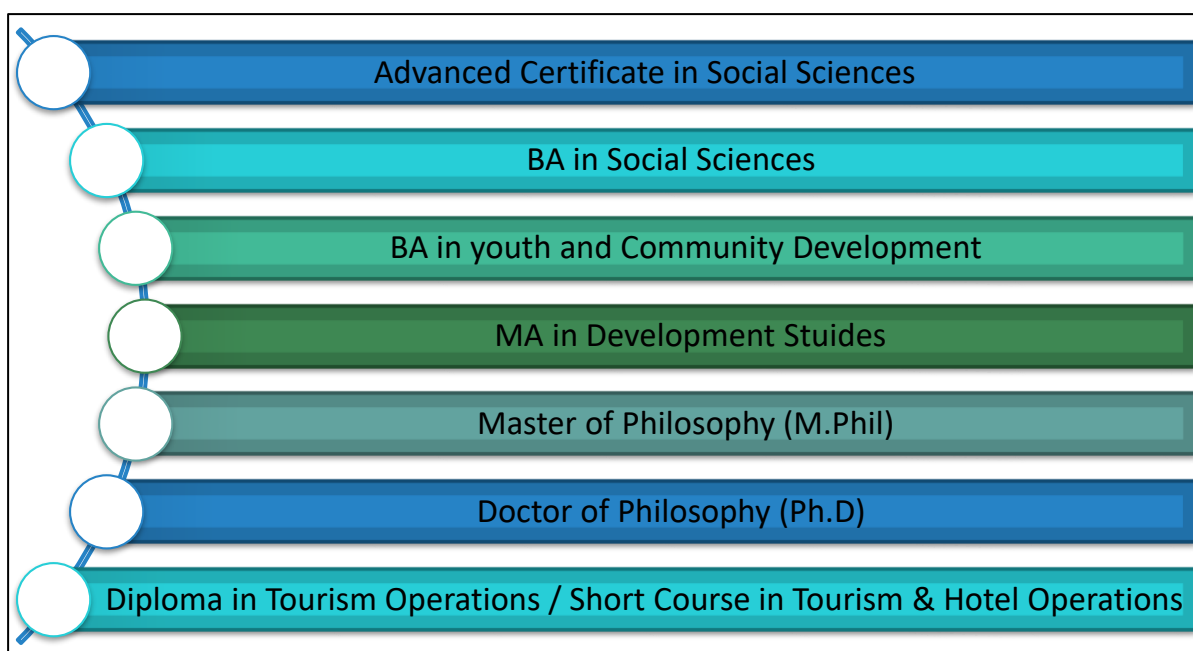 Advanced Certificate in Social Sciences
BA in Social Sciences
BA in youth and Community Development
MA in Development Stuides
Master of Philosophy (M.Phil)
Doctor of Philosophy (Ph.D)
Diploma in Tourism Operations / Short Course in Tourism & Hotel Operations